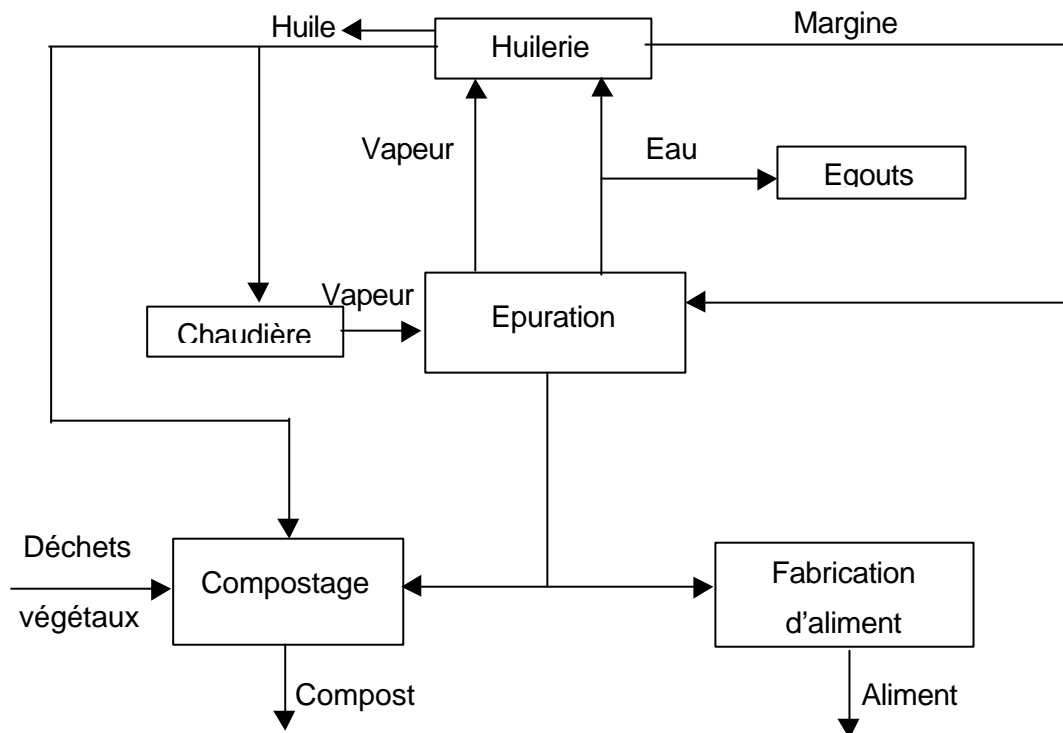 Huile
Huilerie
Margine
Vapeur
Eau
Egouts
Vapeur
Chaudière
Epuration
Déchets
végétaux
Compostage
Fabrication
d'aliment
Compost
Aliment